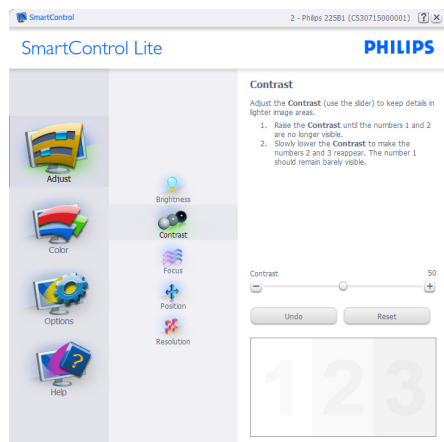 SmartControl
2 - Philips 225B1 (CS30715000001)
SmartControl Lite
PHILIPS
Adjust
Color
Options
Help
Brightness
Contrast
Focus
Position
Resolution
Contrast
Adjust the Contrast (use the slider) to keep details in
lighter image areas.
1. Raise the Contrast until the numbers 1 and 2
are no longer visible.
2. Slowly lower the Contrast to make the
numbers 2 and 3 reappear. The number 1
should remain barely visible.
Contrast 50
Undo Reset
1 2 3